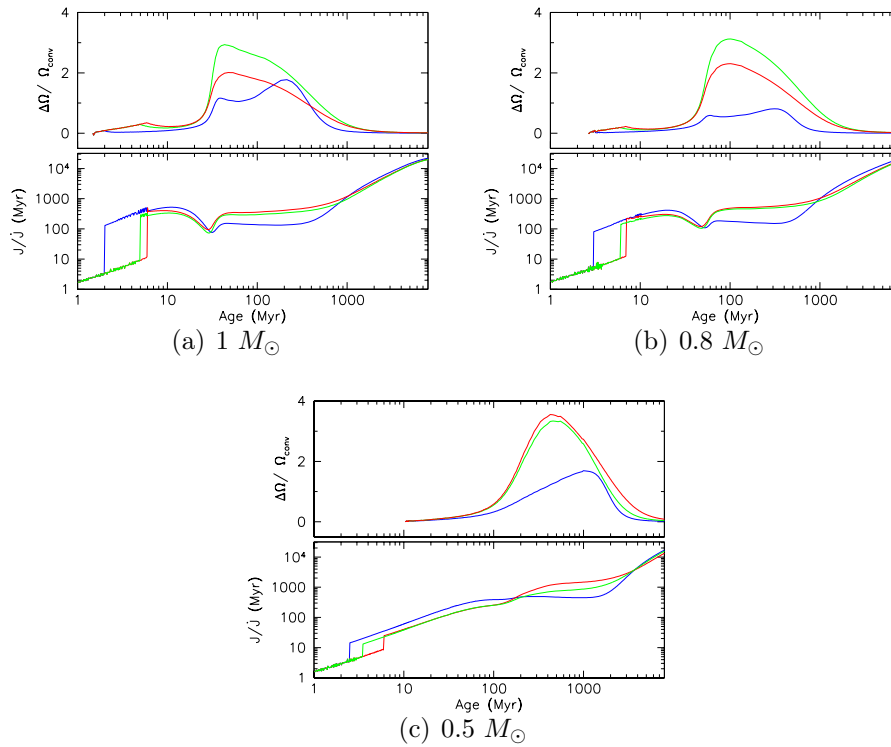 4
2
0
ΔΩ/ Ω_conv
10⁴
1000
100
10
1
J/J̇ (Myr)
1 10 100 1000
Age (Myr)
(a) 1 M⊙
4
2
0
ΔΩ/ Ω_conv
10⁴
1000
100
10
1
J/J̇ (Myr)
1 10 100 1000
Age (Myr)
(b) 0.8 M⊙
4
2
0
ΔΩ/ Ω_conv
10⁴
1000
100
10
1
J/J̇ (Myr)
1 10 100 1000
Age (Myr)
(c) 0.5 M⊙